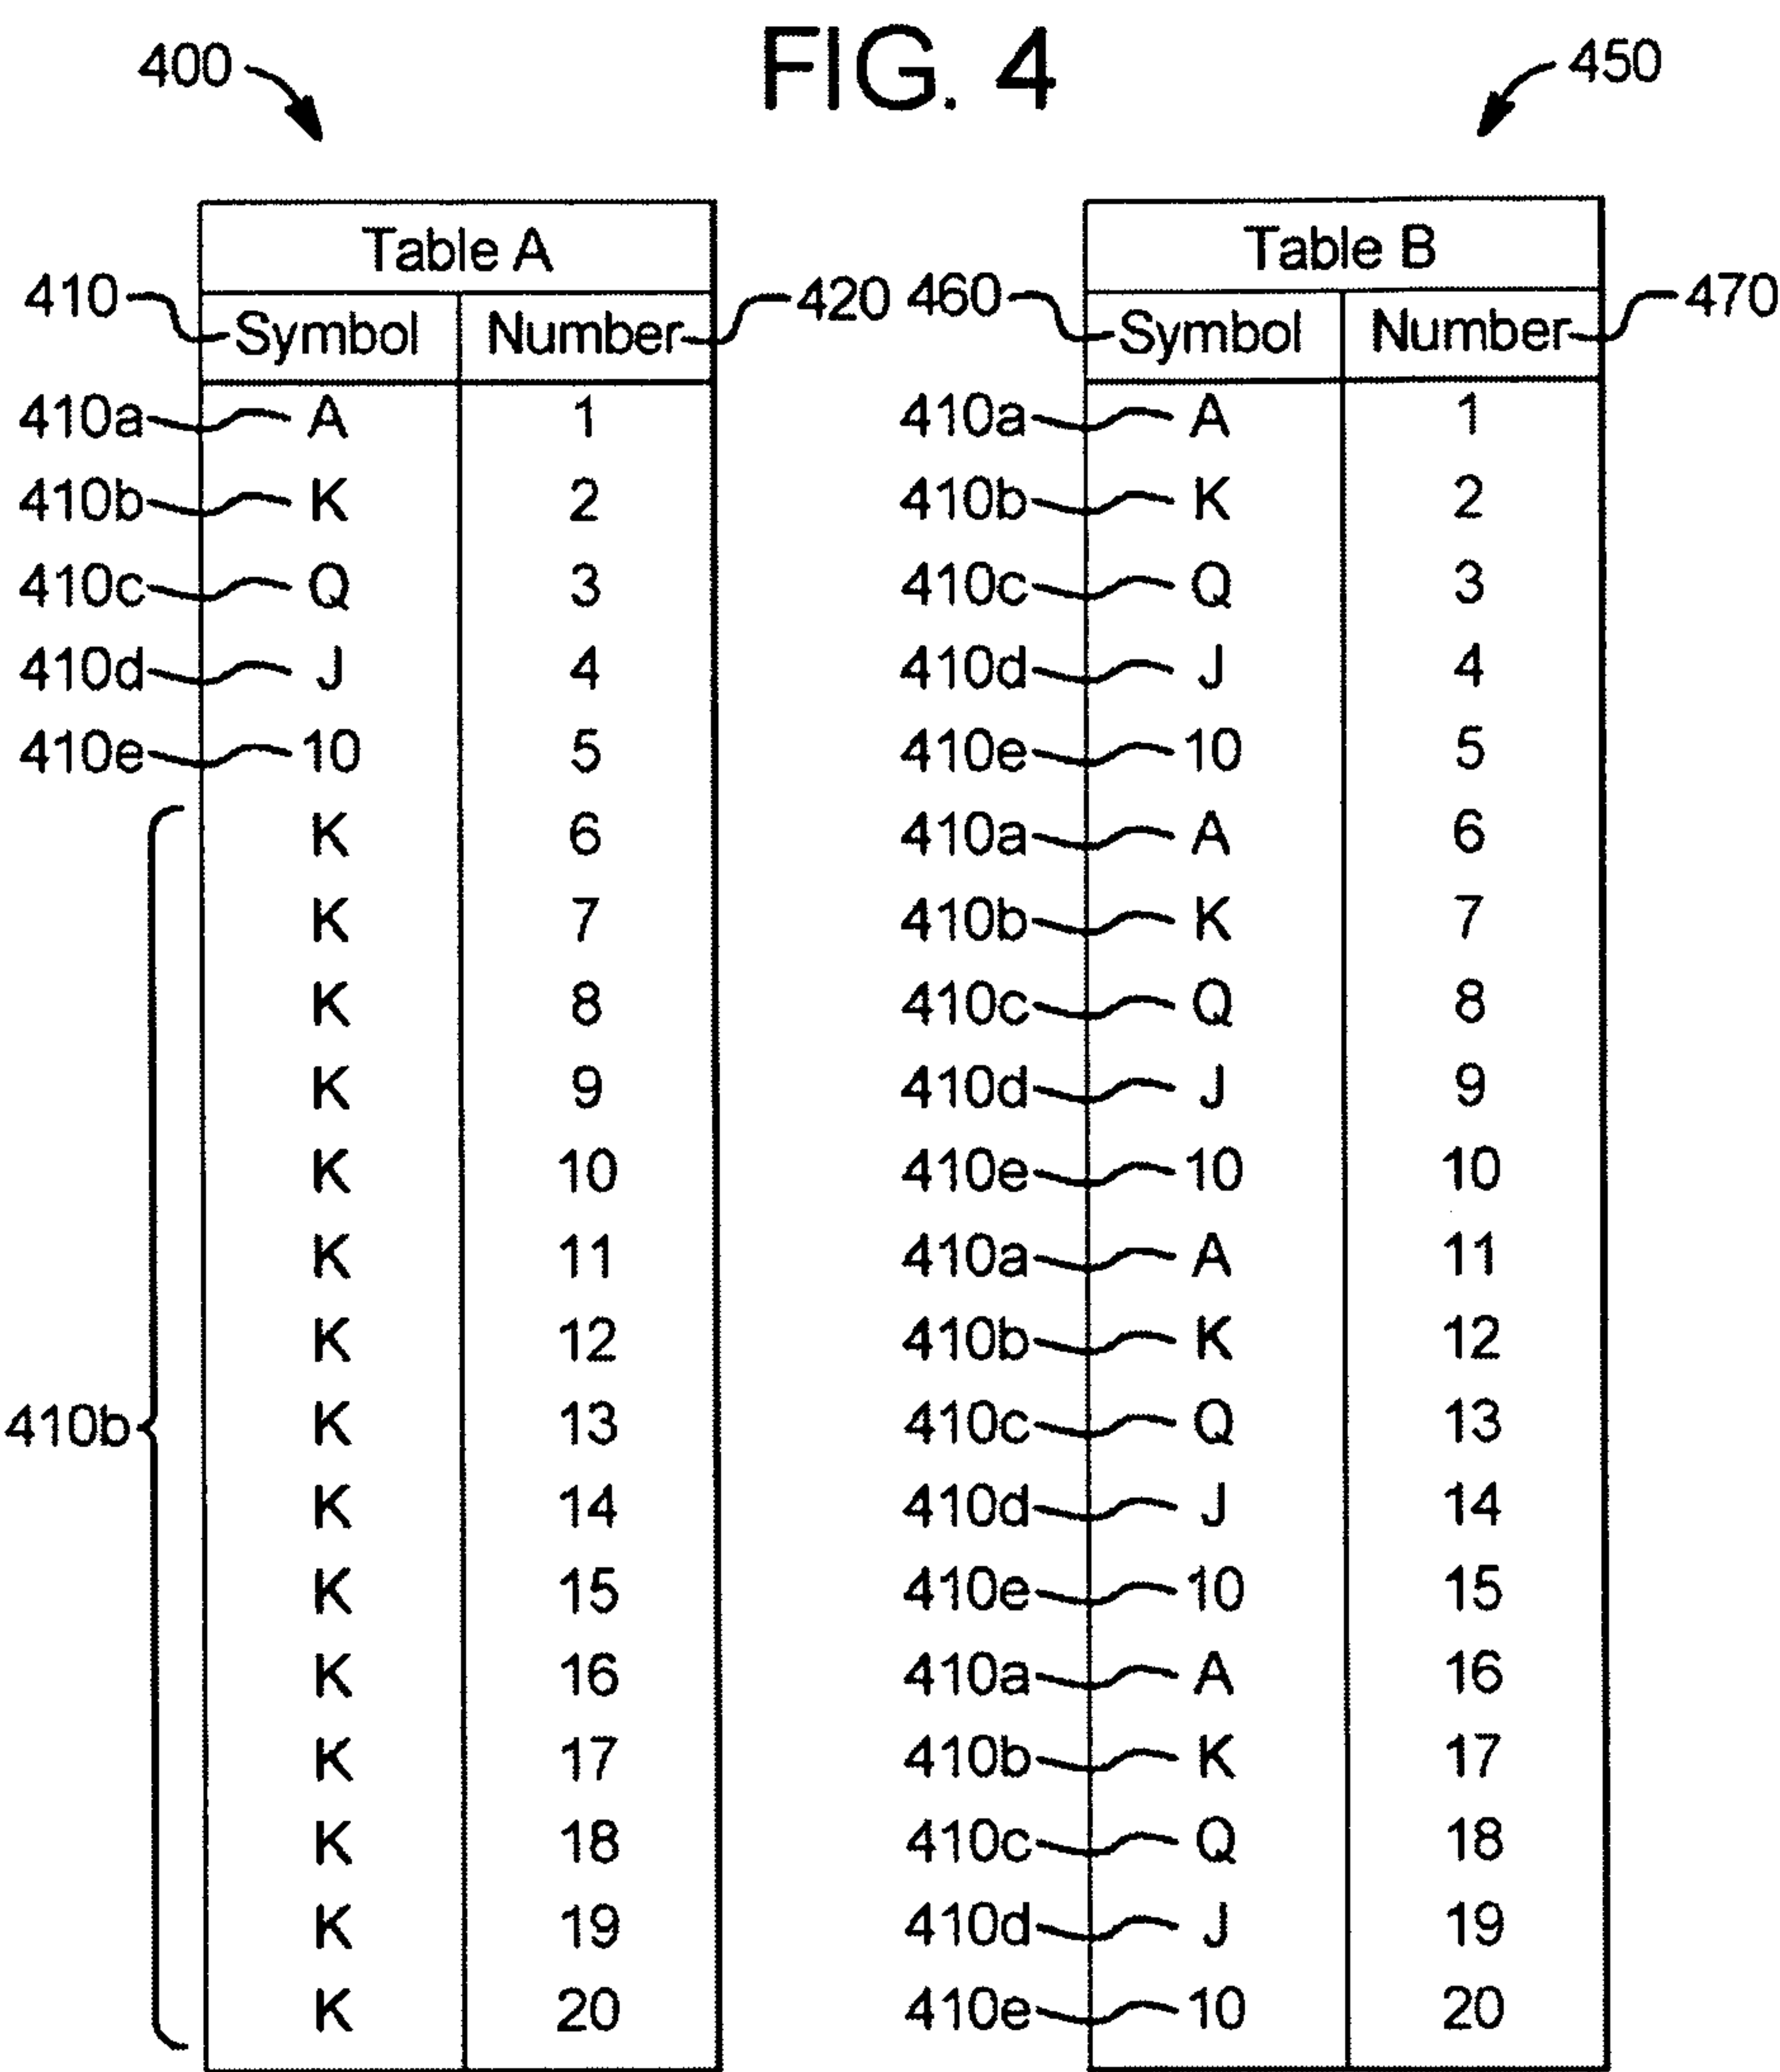 FIG. 4
400 450
Table A Table B
410 Symbol Number 420 460 Symbol Number 470
410a A 1 410a A 1
410b K 2 410b K 2
410c Q 3 410c Q 3
410d J 4 410d J 4
410e 10 5 410e 10 5
K 6 410a A 6
K 7 410b K 7
K 8 410c Q 8
K 9 410d J 9
K 10 410e 10 10
K 11 410a A 11
K 12 410b K 12
410b K 13 410c Q 13
K 14 410d J 14
K 15 410e 10 15
K 16 410a A 16
K 17 410b K 17
K 18 410c Q 18
K 19 410d J 19
K 20 410e 10 20